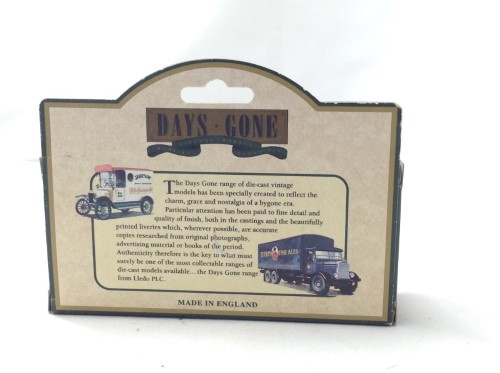 DAYS · GONE
The Days Gone range of die-cast vintage
models has been specially created to reflect the
charm, grace and nostalgia of a bygone era.
Particular attention has been paid to fine detail and
quality of finish, both in the castings and the beautifully
printed liveries which, wherever possible, are accurate
copies researched from original photographs,
advertising material or books of the period.
Authenticity therefore is the key to what must
surely be one of the most collectable ranges of
die-cast models available... the Days Gone range
from Lledo PLC.
MADE IN ENGLAND